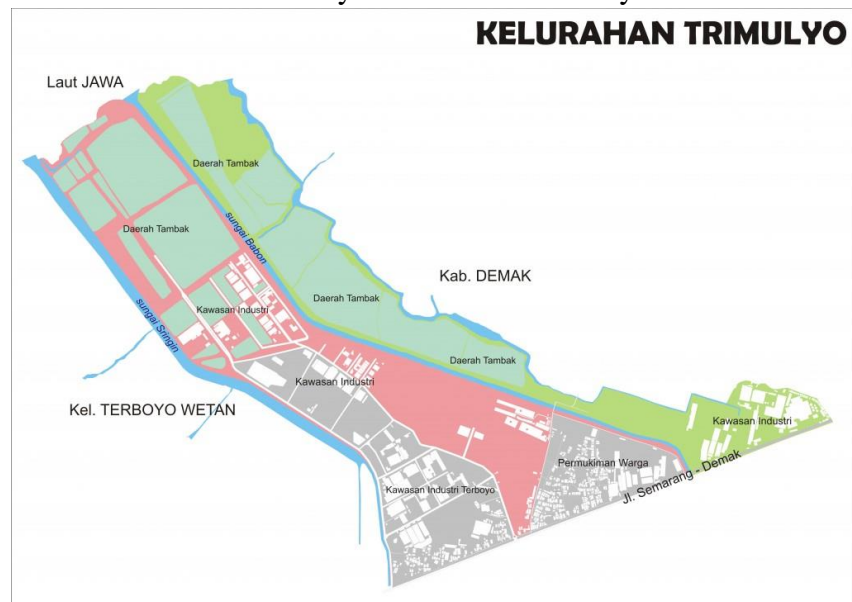 KELURAHAN TRIMULYO
Laut JAWA
Daerah Tambak
Daerah Tambak
sungai Babon
Kab. DEMAK
Daerah Tambak
sungai Sringin
Kawasan Industri
Daerah Tambak
Kawasan Industri
Kel. TERBOYO WETAN
Kawasan Industri
Permukiman Warga
Jl. Semarang - Demak
Kawasan Industri Terboyo